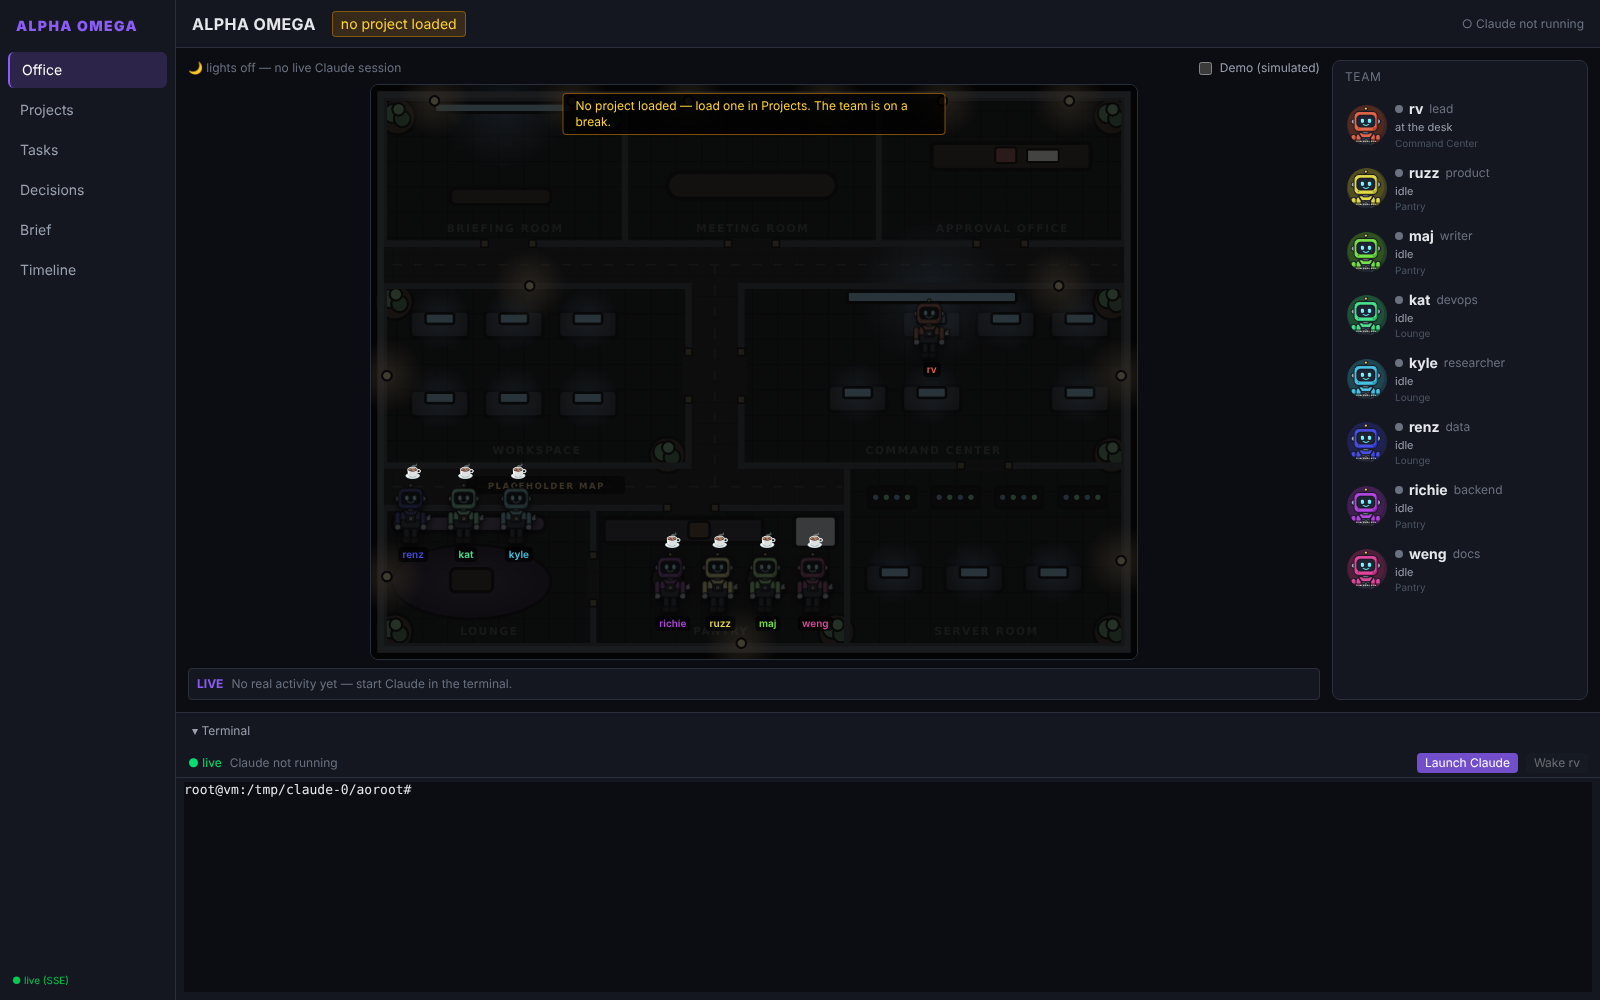 ALPHA OMEGA
Office
Projects
Tasks
Decisions
Brief
Timeline
live (SSE)
ALPHA OMEGA
no project loaded
Claude not running
lights off — no live Claude session
Demo (simulated)
No project loaded — load one in Projects. The team is on a
break.
BRIEFING ROOM
MEETING ROOM
APPROVAL OFFICE
rv
WORKSPACE
COMMAND CENTER
PLACEHOLDER MAP
renz
kat
kyle
richie
ruzz
maj
weng
LOUNGE
PANTRY
SERVER ROOM
LIVE No real activity yet — start Claude in the terminal.
TEAM
rv lead
at the desk
Command Center
ruzz product
idle
Pantry
maj writer
idle
Pantry
kat devops
idle
Lounge
kyle researcher
idle
Lounge
renz data
idle
Lounge
richie backend
idle
Pantry
weng docs
idle
Pantry
▾ Terminal
live Claude not running
Launch Claude
Wake rv
root@vm:/tmp/claude-0/aoroot#